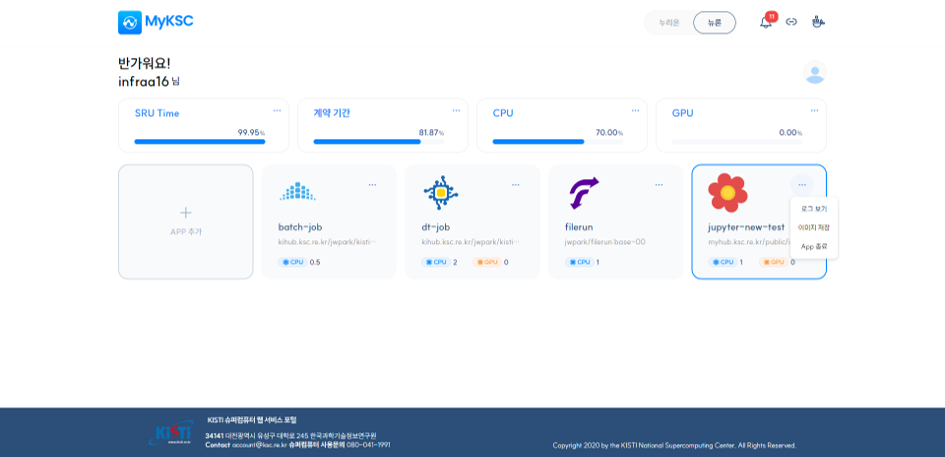 MyKSC
누리온 뉴론 11
반가워요!
infraa16 님
SRU Time ...
99.95%
계약 기간 ...
81.87%
CPU ...
70.00%
GPU ...
0.00%
APP 추가
batch-job
kihub.ksc.re.kr/jwpark/kisti···
CPU 0.5
dt-job
kihub.ksc.re.kr/jwpark/kisti···
CPU 2 GPU 0
filerun
jwpark/filerun:base-00
CPU 1
jupyter-new-test
myhub.ksc.re.kr/public/
CPU 1 GPU 0
로그 보기
이미지 저장
App 종료
KISTI
KISTI 슈퍼컴퓨터 웹 서비스 포털
34141 대전광역시 유성구 대학로 245 한국과학기술정보연구원
Contact account@ksc.re.kr 슈퍼컴퓨터 사용문의 080-041-1991
Copyright 2020 by the KISTI National Supercomputing Center. All Rights Reserved.